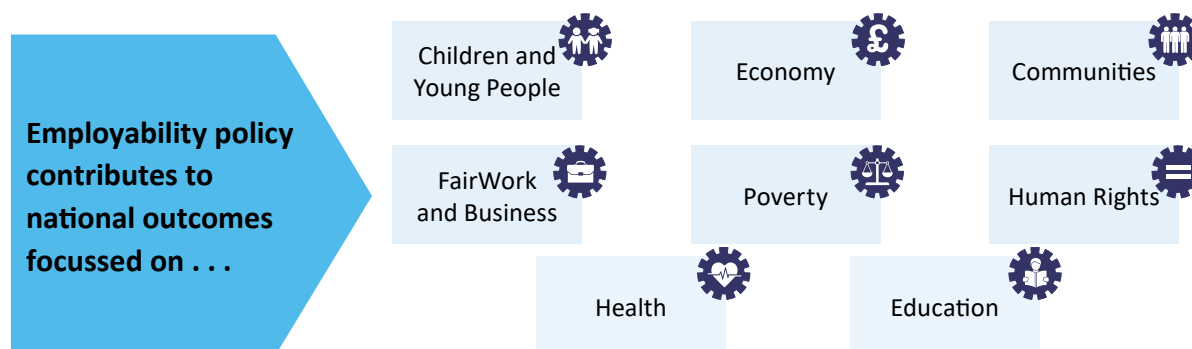 Employability policy
contributes to
national outcomes
focussed on . . .
Children and
Young People
£
Economy
Communities
FairWork
and Business
Poverty
Human Rights
Health
Education